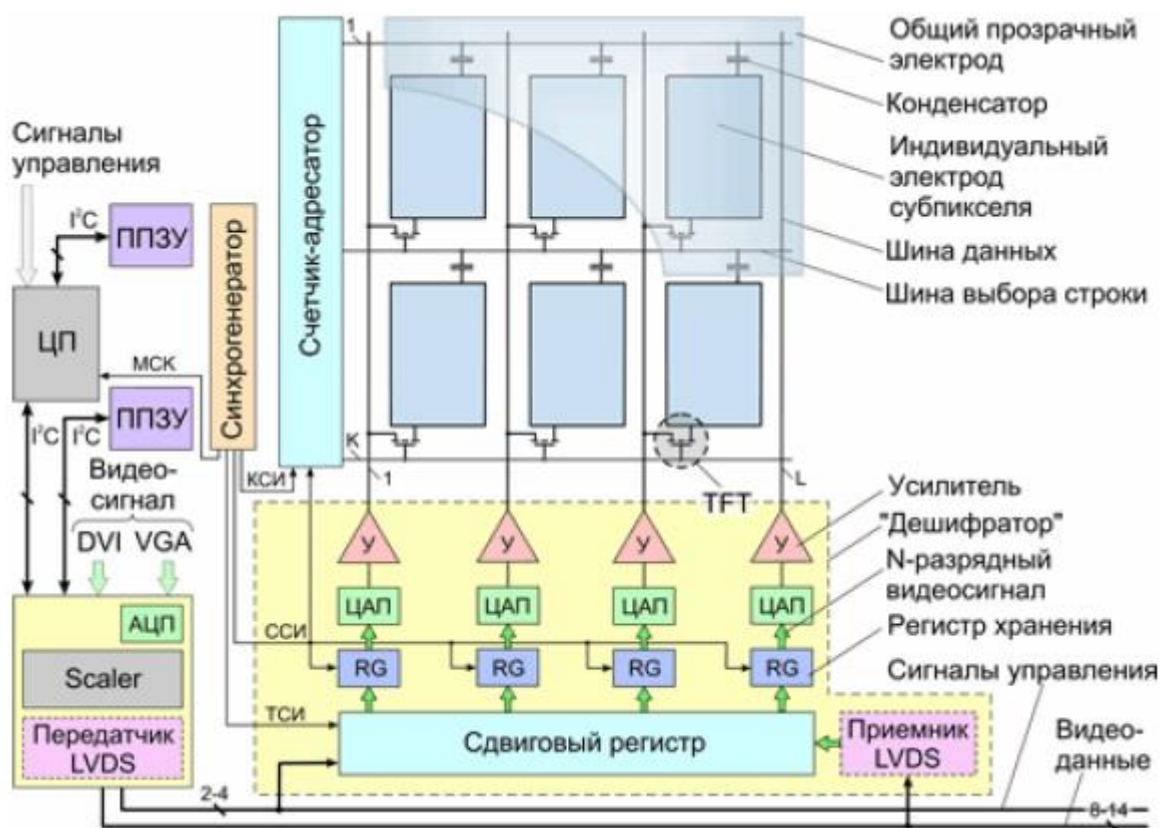 Общий прозрачный
электрод
Конденсатор
Индивидуальный
электрод
субпикселя
Шина данных
Шина выбора строки
1
Сигналы
управления
I²C
ППЗУ
ЦП
МСК
ППЗУ
I²C
I²C
Синхрогенератор
Счетчик-адресатор
КСИ
K
1
L
TFT
Видео-
сигнал
DVI VGA
АЦП
Scaler
Передатчик
LVDS
Усилитель
"Дешифратор"
N-разрядный
видеосигнал
Регистр хранения
Сигналы управления
Видео-
данные
У У У У
ЦАП ЦАП ЦАП ЦАП
ССИ
RG RG RG RG
ТСИ
Сдвиговый регистр
Приемник
LVDS
2-4
8-14